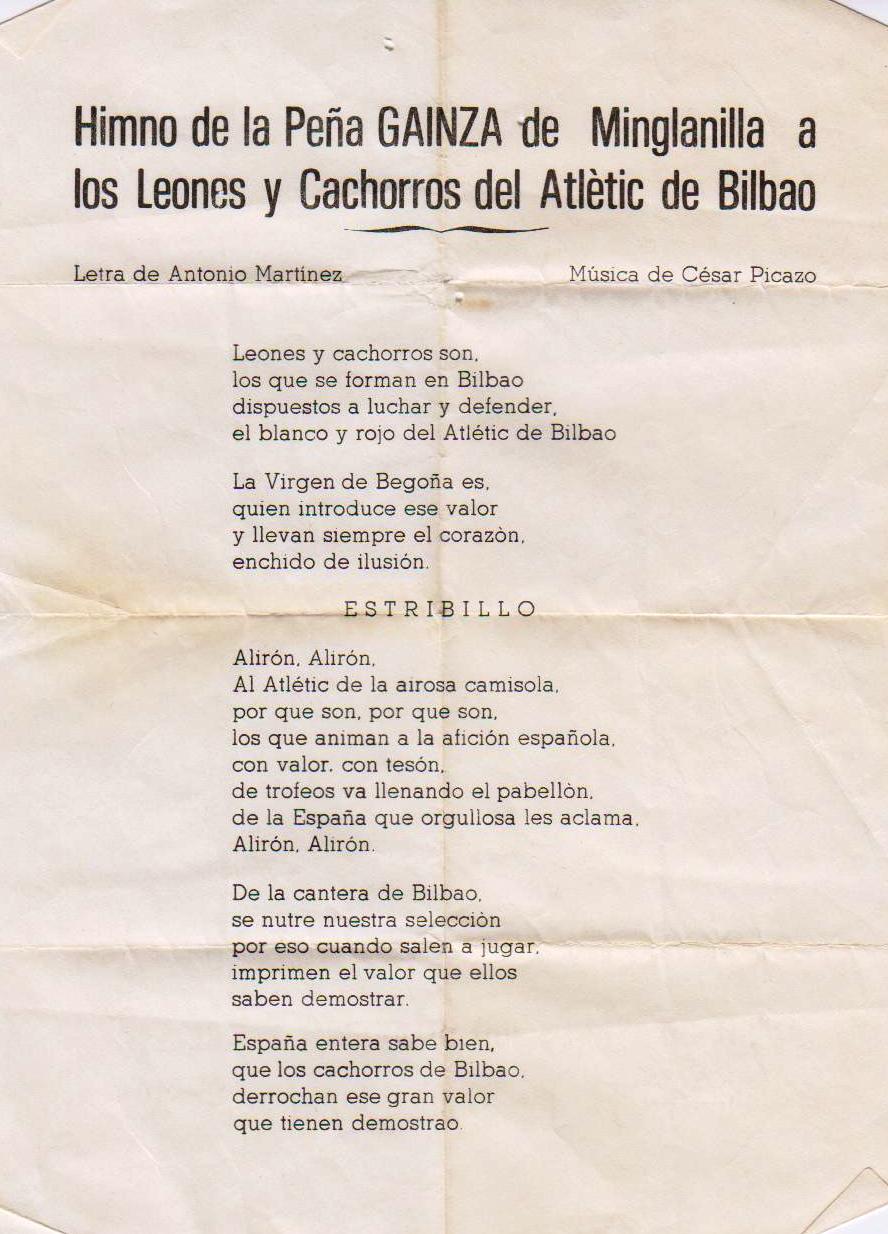 Himno de la Peña GAINZA de Minglanilla a
los Leones y Cachorros del Atlètic de Bilbao
Letra de Antonio Martínez
Música de César Picazo
Leones y cachorros son,
los que se forman en Bilbao
dispuestos a luchar y defender,
el blanco y rojo del Atlétic de Bilbao
La Virgen de Begoña es,
quien introduce ese valor
y llevan siempre el corazòn,
enchido de ilusión.
ESTRIBILLO
Alirón, Alirón,
Al Atlétic de la airosa camisola,
por que son, por que son,
los que animan a la afición española,
con valor. con tesón,
de trofeos va llenando el pabellòn,
de la España que orgullosa les aclama,
Alirón, Alirón.
De la cantera de Bilbao,
se nutre nuestra selecciòn
por eso cuando salen a jugar,
imprimen el valor que ellos
saben demostrar.
España entera sabe bien,
que los cachorros de Bilbao,
derrochan ese gran valor
que tienen demostrao.